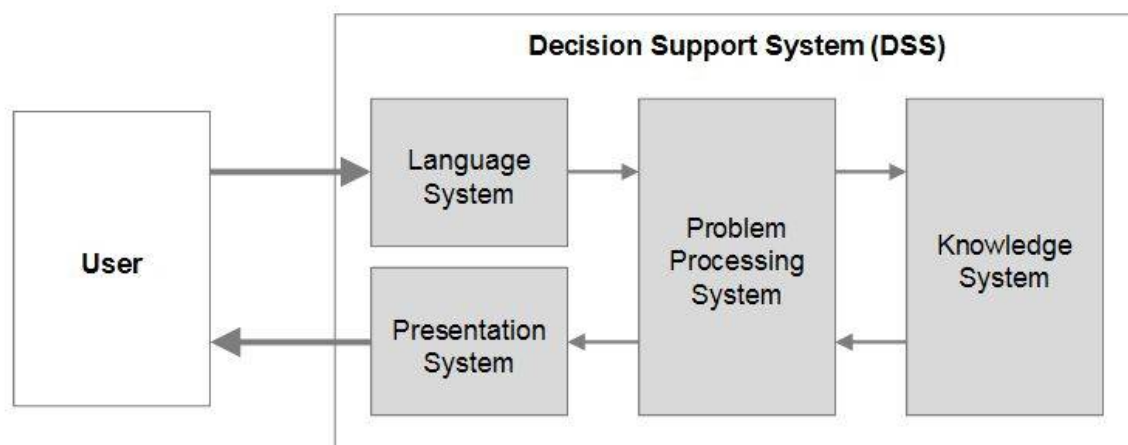 Decision Support System (DSS)
User
Language
System
Presentation
System
Problem
Processing
System
Knowledge
System